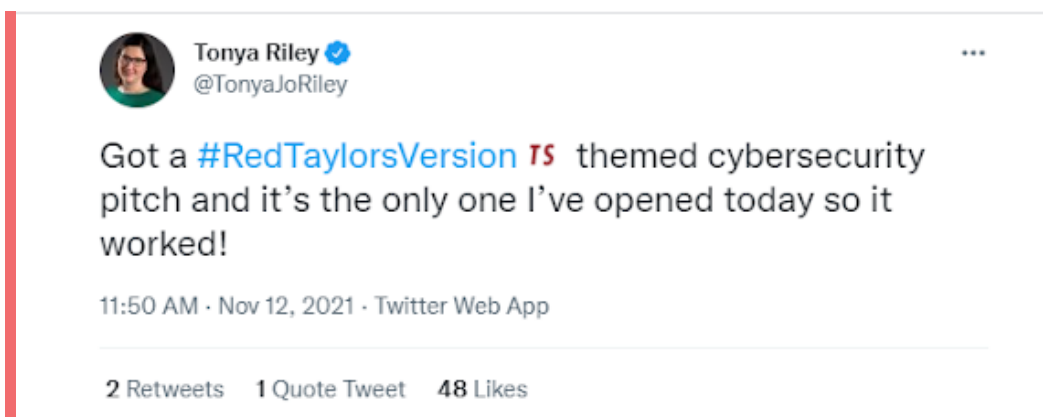 Tonya Riley
@TonyaJoRiley
Got a #RedTaylorsVersion TS themed cybersecurity
pitch and it's the only one I've opened today so it
worked!
11:50 AM · Nov 12, 2021 · Twitter Web App
2 Retweets 1 Quote Tweet 48 Likes